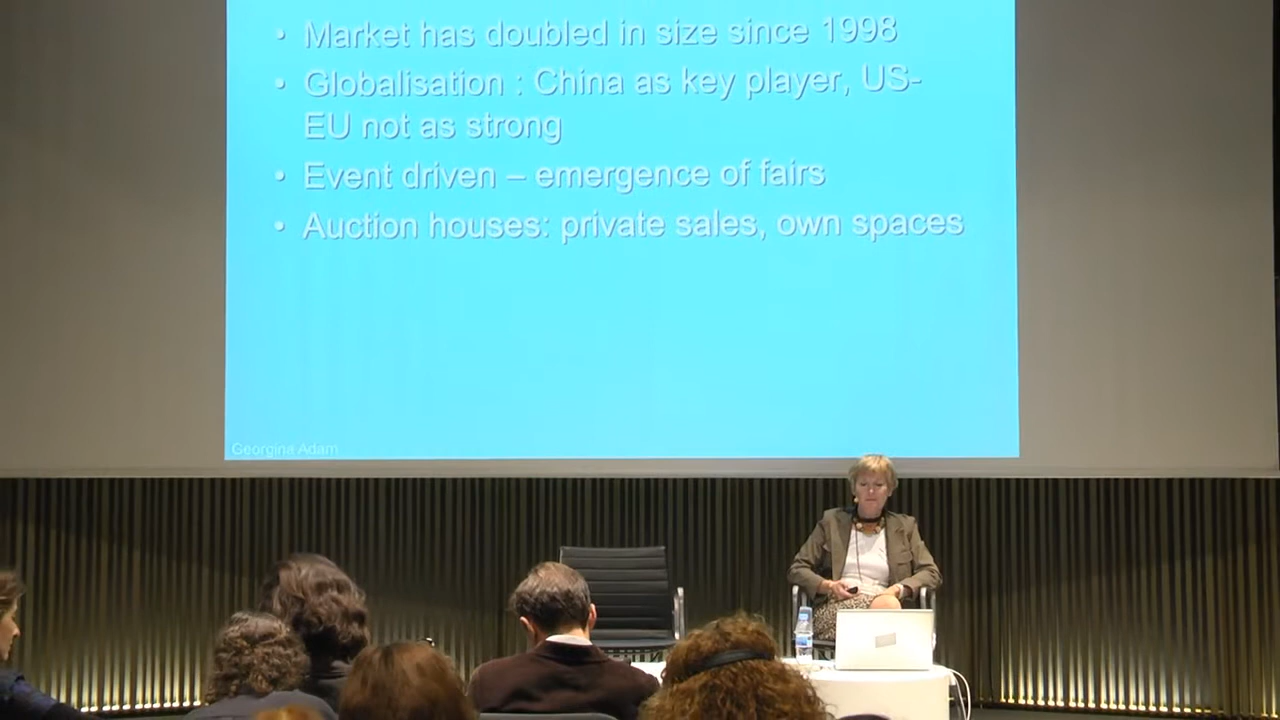 • Market has doubled in size since 1998
• Globalisation : China as key player, US-
EU not as strong
• Event driven – emergence of fairs
• Auction houses: private sales, own spaces
Georgina Adam